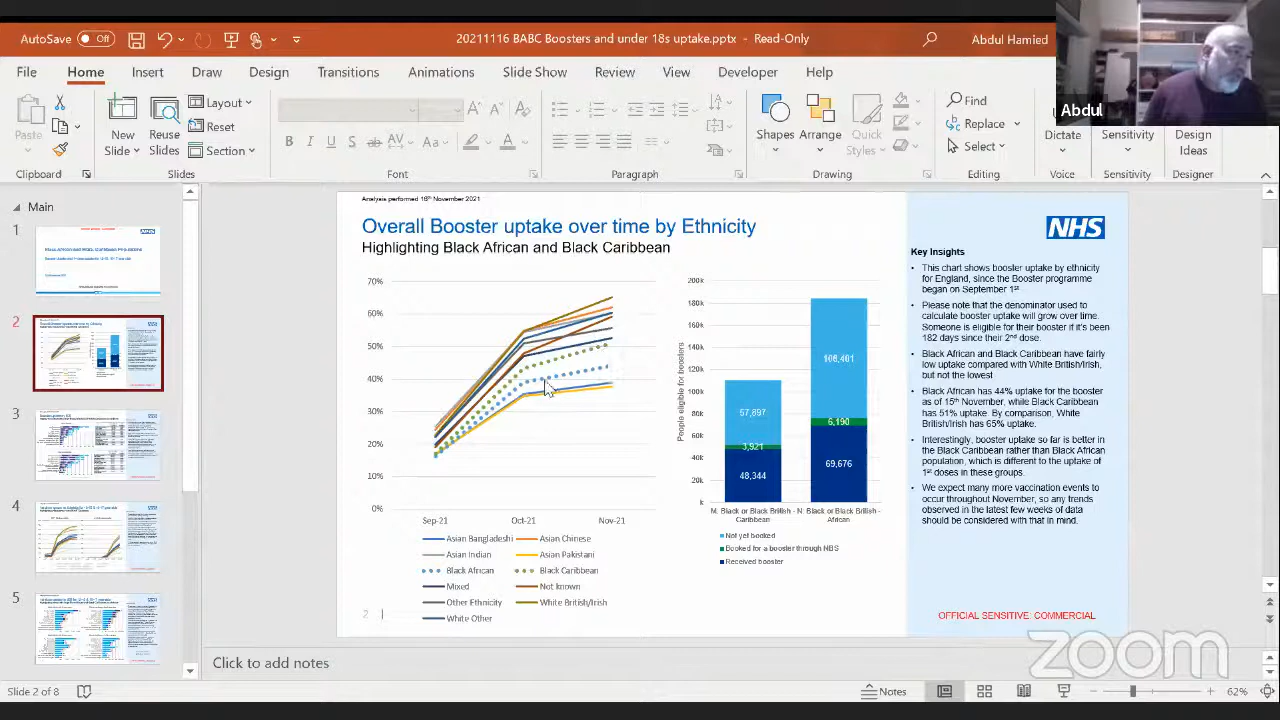 AutoSave
Off
20211116 BABC Boosters and under 18s uptake.pptx - Read-Only
Abdul Hamied
File
Home
Insert
Draw
Design
Transitions
Animations
Slide Show
Review
View
Developer
Help
Abdul
Paste
New
Slide
Reuse
Slides
Layout
Reset
Section
Shapes
Arrange
Quick
Styles
Find
Replace
Select
Dictate
Sensitivity
Design
Ideas
Clipboard
Slides
Font
Paragraph
Drawing
Editing
Voice
Sensitivity
Designer
Main
1
2
3
4
5
Analysis performed 16th November 2021
Overall Booster uptake over time by Ethnicity
Highlighting Black African and Black Caribbean
NHS
70%
60%
50%
40%
30%
20%
10%
0%
Sep-21
Oct-21
Nov-21
Asian Bangladeshi
Asian Chinese
Asian Indian
Asian Pakistani
Black African
Black Caribbean
Mixed
Not known
Other Ethnicity
White British/Irish
White Other
People eligible for boosters
200k
180k
160k
140k
120k
100k
80k
60k
40k
20k
k
57,897
3,921
48,344
6,190
69,676
M. Black or Black British -
Caribbean
N. Black or Black British -
Not yet booked
Booked for a booster through NBS
Received booster
Key Insights
• This chart shows booster uptake by ethnicity
for England, since the Booster programme
began on September 1st
• Please note that the denominator used to
calculate booster uptake will grow over time.
Someone is eligible for their booster if it's been
182 days since their 2nd dose.
• Black African and Black Caribbean have fairly
low uptake compared with White British/Irish,
but not the lowest
• Black African has 44% uptake for the booster
as of 15th November, while Black Caribbean
has 51% uptake. By comparison, White
British/Irish has 65% uptake.
• Interestingly, booster uptake so far is better in
the Black Caribbean rather than Black African
population, which is different to the uptake of
1st doses in these groups.
• We expect many more vaccination events to
occur throughout November, so any trends
observed in the latest few weeks of data
should be considering with that in mind.
2
OFFICIAL SENSITIVE: COMMERCIAL
Click to add notes
zoom
Slide 2 of 8
Notes
62%